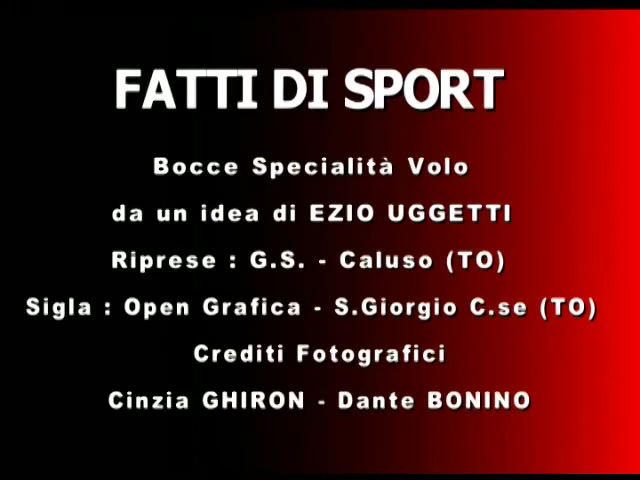 FATTI DI SPORT
Bocce Specialità Volo
da un idea di EZIO UGGETTI
Riprese : G.S. - Caluso (TO)
Sigla : Open Grafica - S.Giorgio C.se (TO)
Crediti Fotografici
Cinzia GHIRON - Dante BONINO